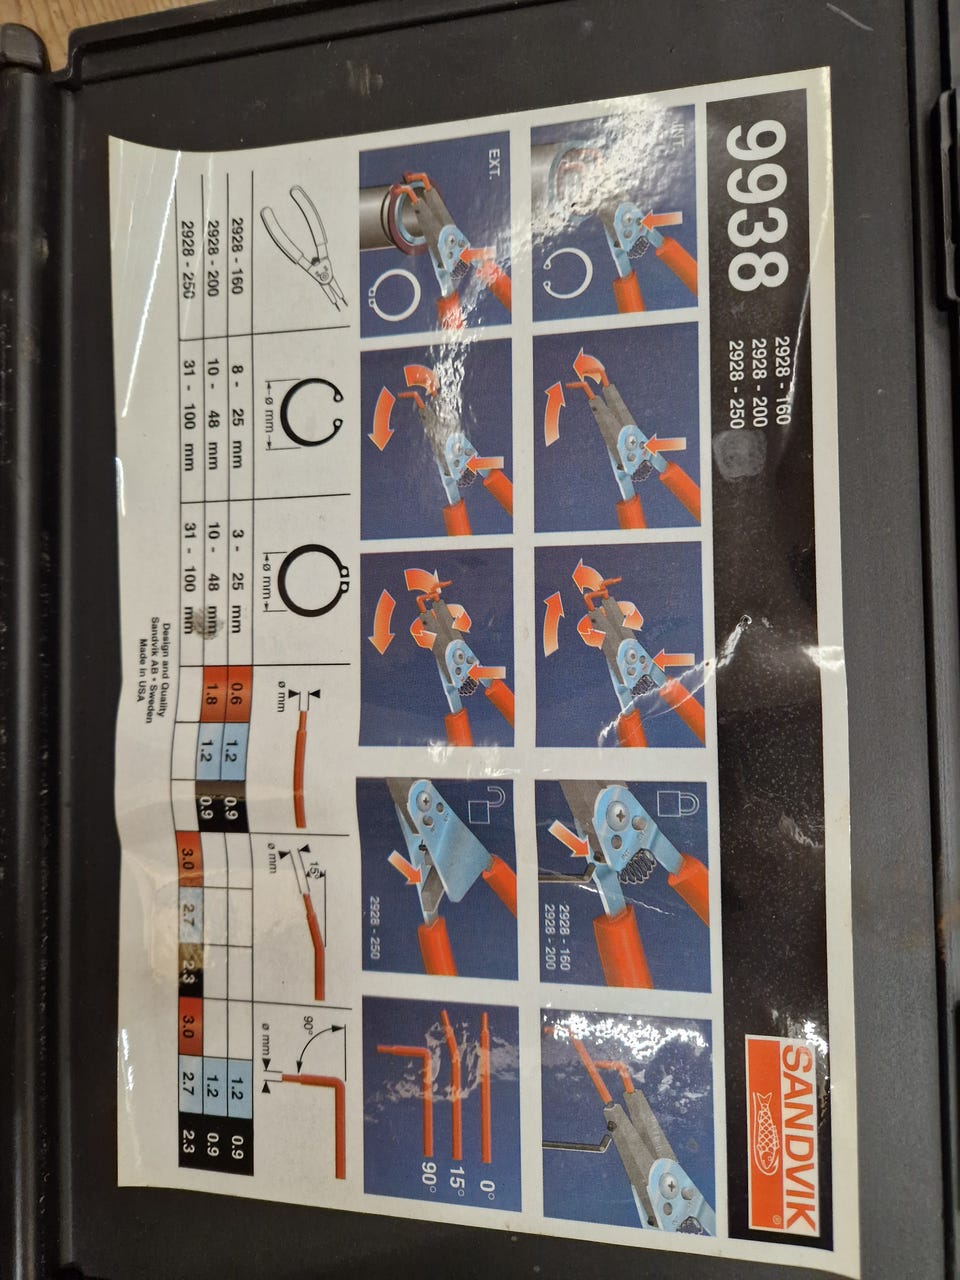 9938
2928 - 160
2928 - 200
2928 - 250
SANDVIK
®
INT.
2928 - 160
2928 - 200
EXT.
2928 - 250
0°
15°
90°
ø mm
ø mm
ø mm
15°
ø mm
90°
ø mm
2928 - 160 8 - 25 mm 3 - 25 mm 0.6 1.2 0.9 1.2 0.9
2928 - 200 10 - 48 mm 10 - 48 mm 1.8 1.2 0.9 1.2 0.9
2928 - 250 31 - 100 mm 31 - 100 mm 3.0 2.7 2.3 3.0 2.7 2.3
Design and Quality
Sandvik AB • Sweden
Made in USA